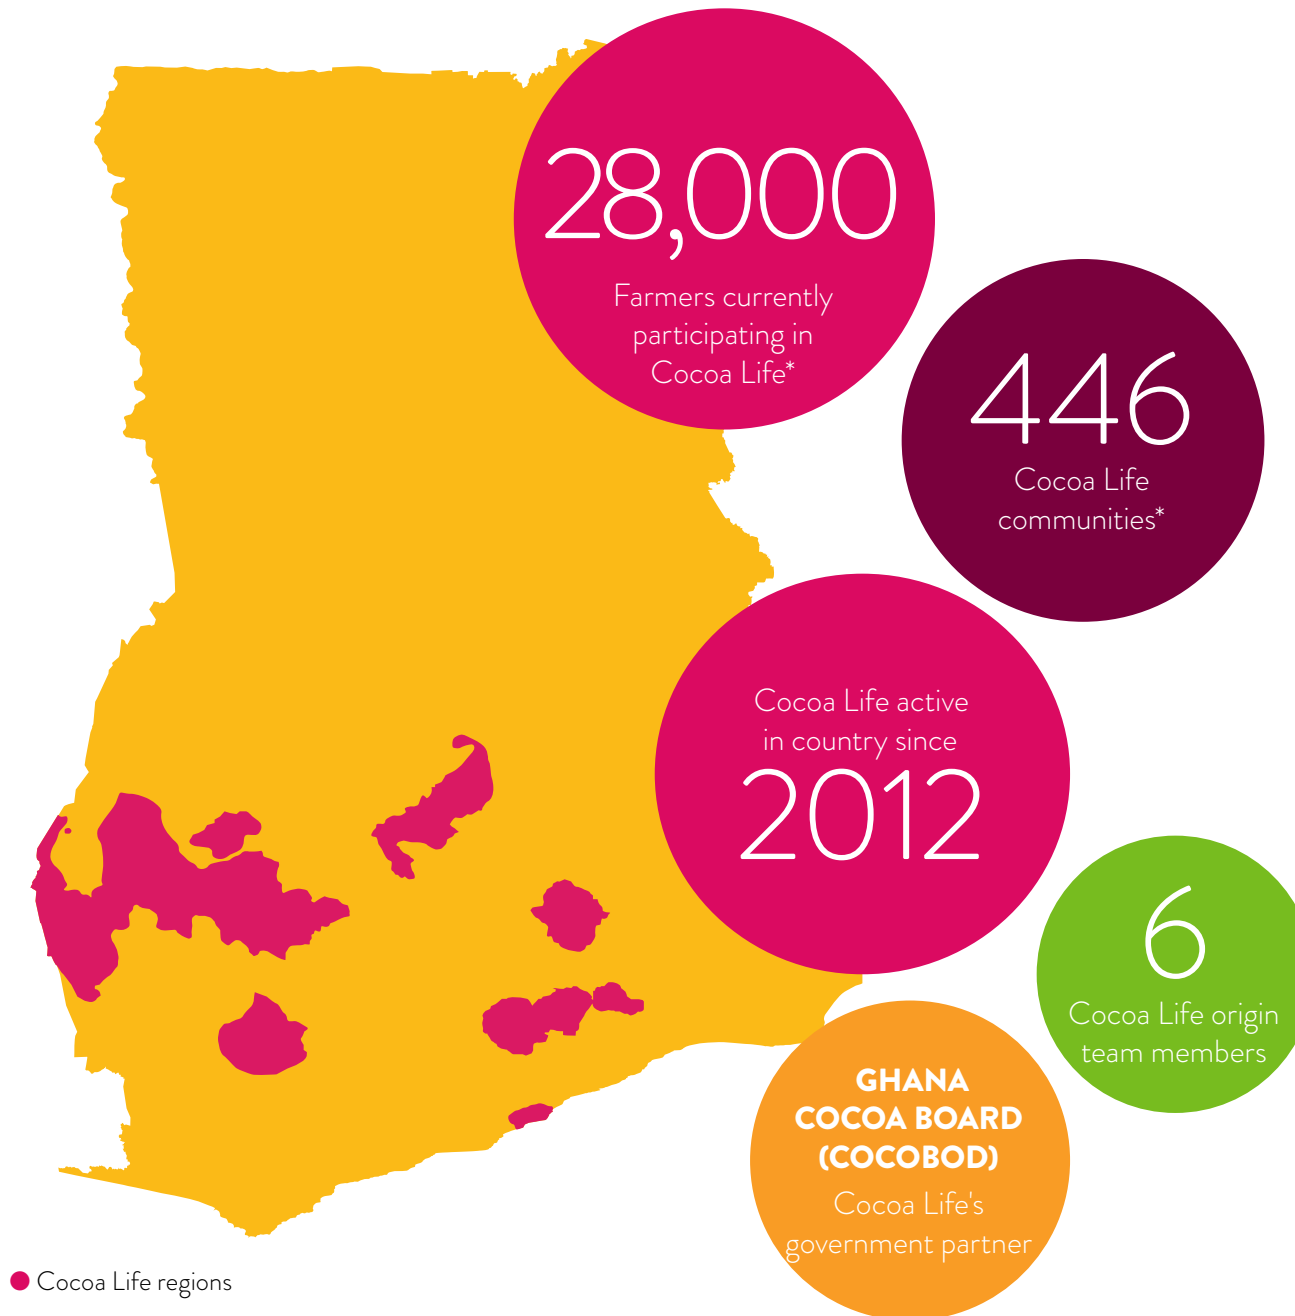 28,000
Farmers currently
participating in
Cocoa Life*
446
Cocoa Life
communities*
Cocoa Life active
in country since
2012
6
Cocoa Life origin
team members
GHANA
COCOA BOARD
(COCOBOD)
Cocoa Life's
government partner
Cocoa Life regions